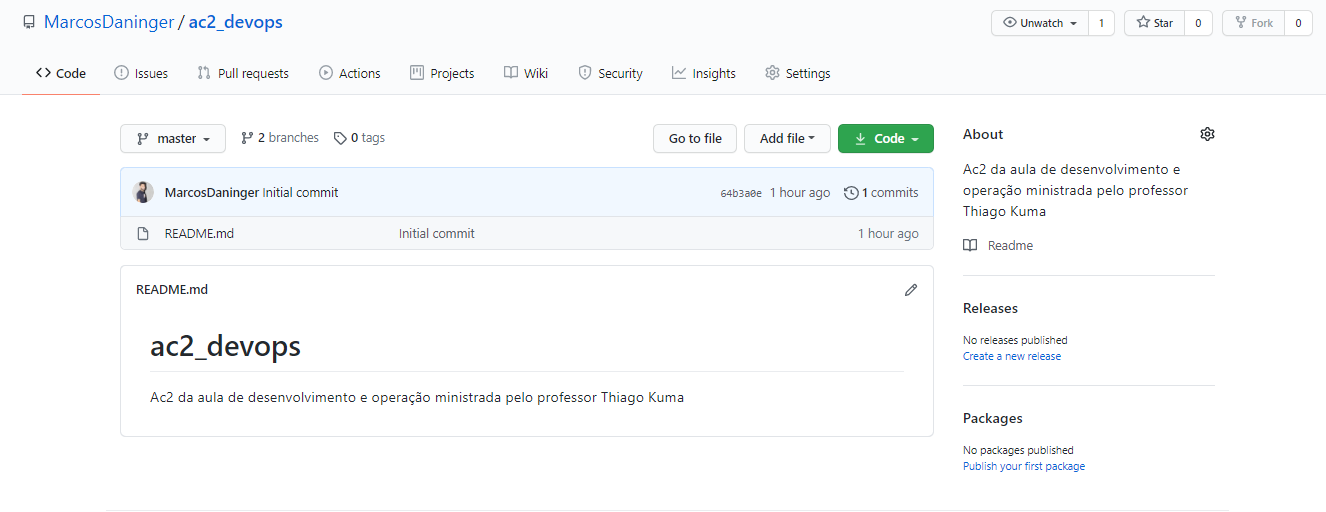 MarcosDaninger / ac2_devops
Unwatch 1 Star 0 Fork 0
Code Issues Pull requests Actions Projects Wiki Security Insights Settings
master 2 branches 0 tags Go to file Add file Code
MarcosDaninger Initial commit 64b3a0e 1 hour ago 1 commits
README.md Initial commit 1 hour ago
README.md
ac2_devops
Ac2 da aula de desenvolvimento e operação ministrada pelo professor Thiago Kuma
About
Ac2 da aula de desenvolvimento e
operação ministrada pelo professor
Thiago Kuma
Readme
Releases
No releases published
Create a new release
Packages
No packages published
Publish your first package